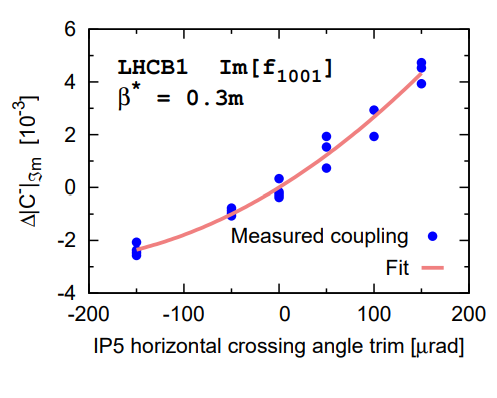 6
4
2
0
-2
-4
-200
-100
0
100
200
LHCB1 Im[f1001]
β* = 0.3m
Measured coupling
Fit
Δ|C⁻|ℑm [10⁻³]
IP5 horizontal crossing angle trim [μrad]